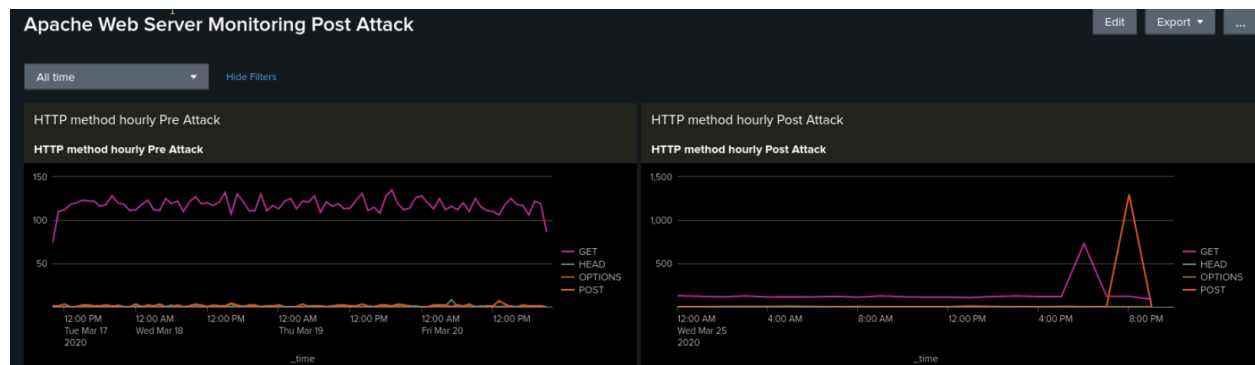 Apache Web Server Monitoring Post Attack
Edit
Export
...
All time
Hide Filters
HTTP method hourly Pre Attack
HTTP method hourly Pre Attack
150
100
50
12:00 PM 12:00 AM 12:00 PM 12:00 AM 12:00 PM 12:00 AM 12:00 PM
Tue Mar 17 Wed Mar 18 Thu Mar 19 Fri Mar 20
2020
_time
GET
HEAD
OPTIONS
POST
HTTP method hourly Post Attack
HTTP method hourly Post Attack
1,500
1,000
500
12:00 AM 4:00 AM 8:00 AM 12:00 PM 4:00 PM 8:00 PM
Wed Mar 25
2020
_time
GET
HEAD
OPTIONS
POST